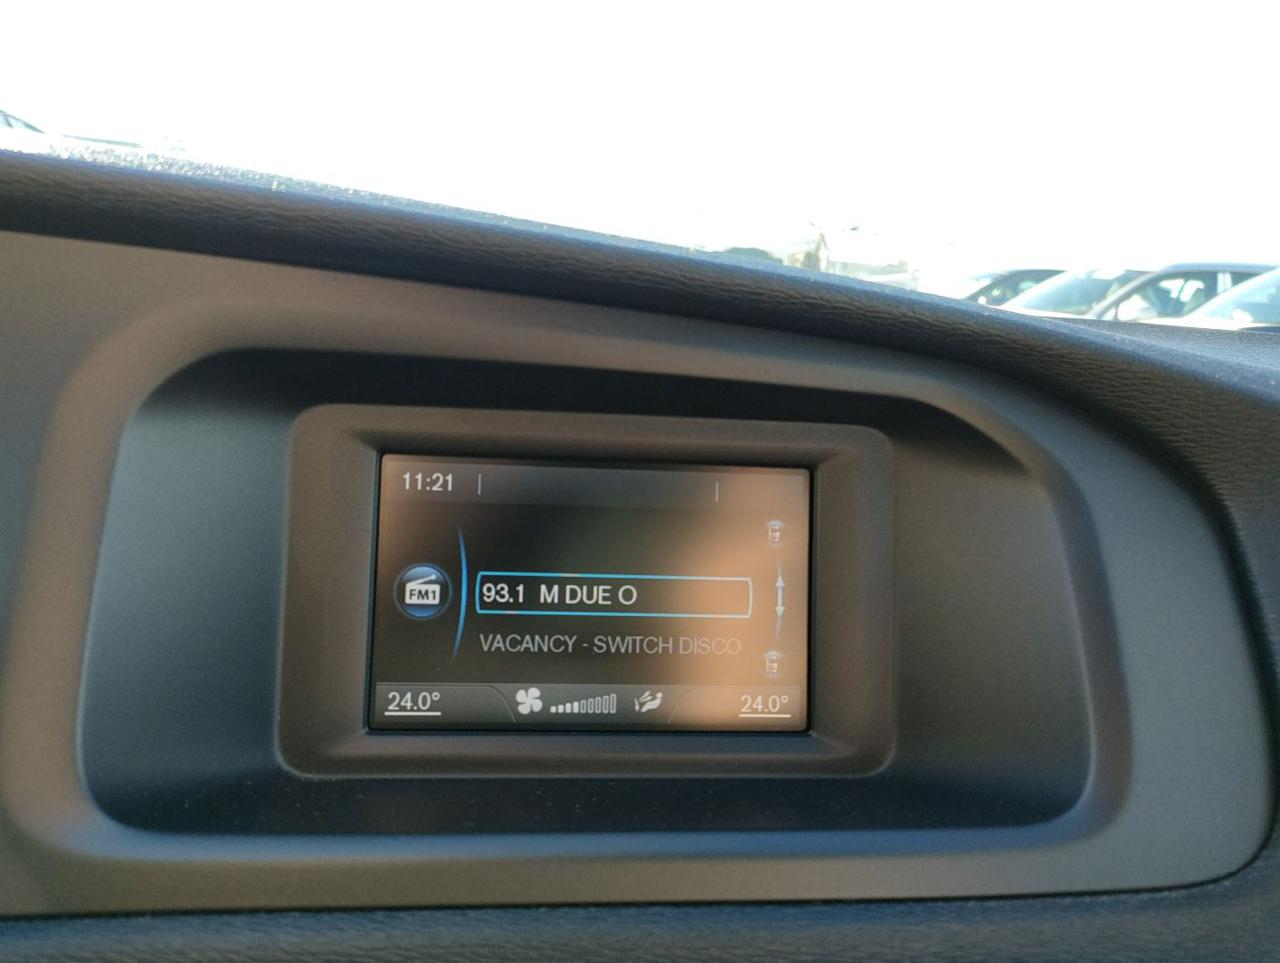 11:21
FM1
93.1 M DUE O
VACANCY - SWITCH DISCO
24.0°
24.0°